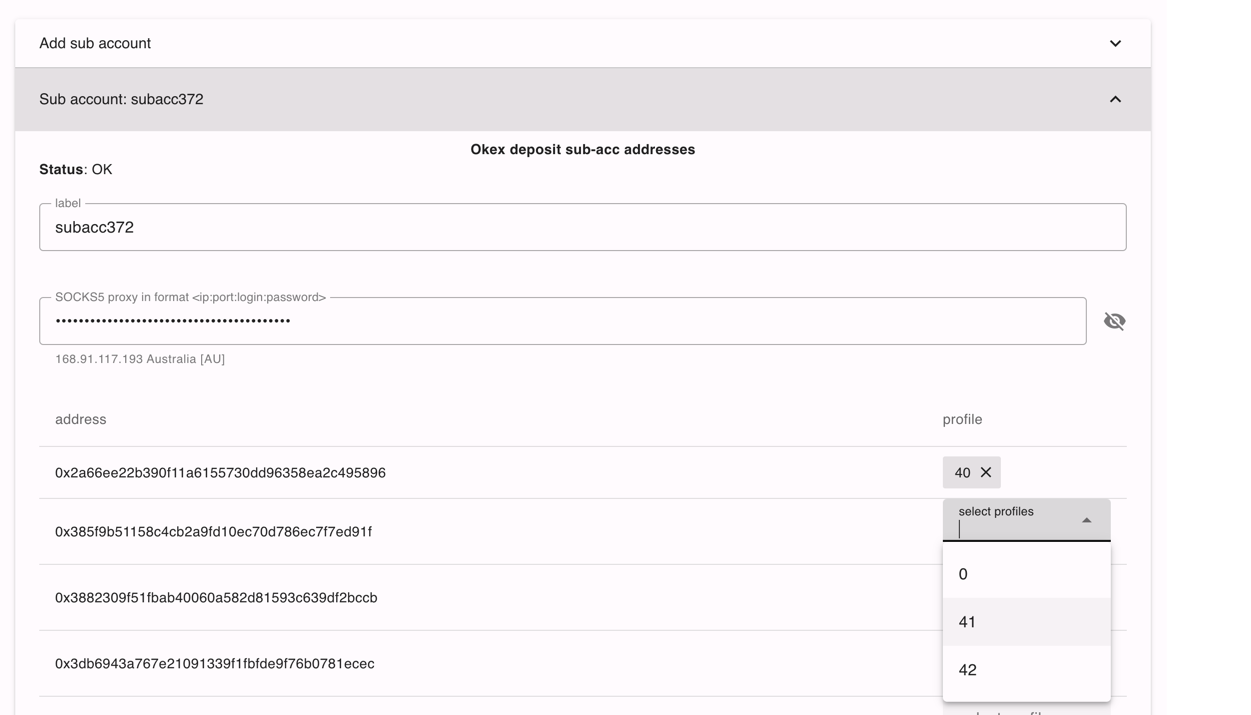 Add sub account
Sub account: subacc372
Okex deposit sub-acc addresses
Status: OK
label
subacc372
SOCKS5 proxy in format <ip:port:login:password>
168.91.117.193 Australia [AU]
address profile
0x2a66ee22b390f11a6155730dd96358ea2c495896 40
select profiles
0x385f9b51158c4cb2a9fd10ec70d786ec7f7ed91f
0
0x3882309f51fbab40060a582d81593c639df2bccb
41
0x3db6943a767e21091339f1fbfde9f76b0781ecec
42